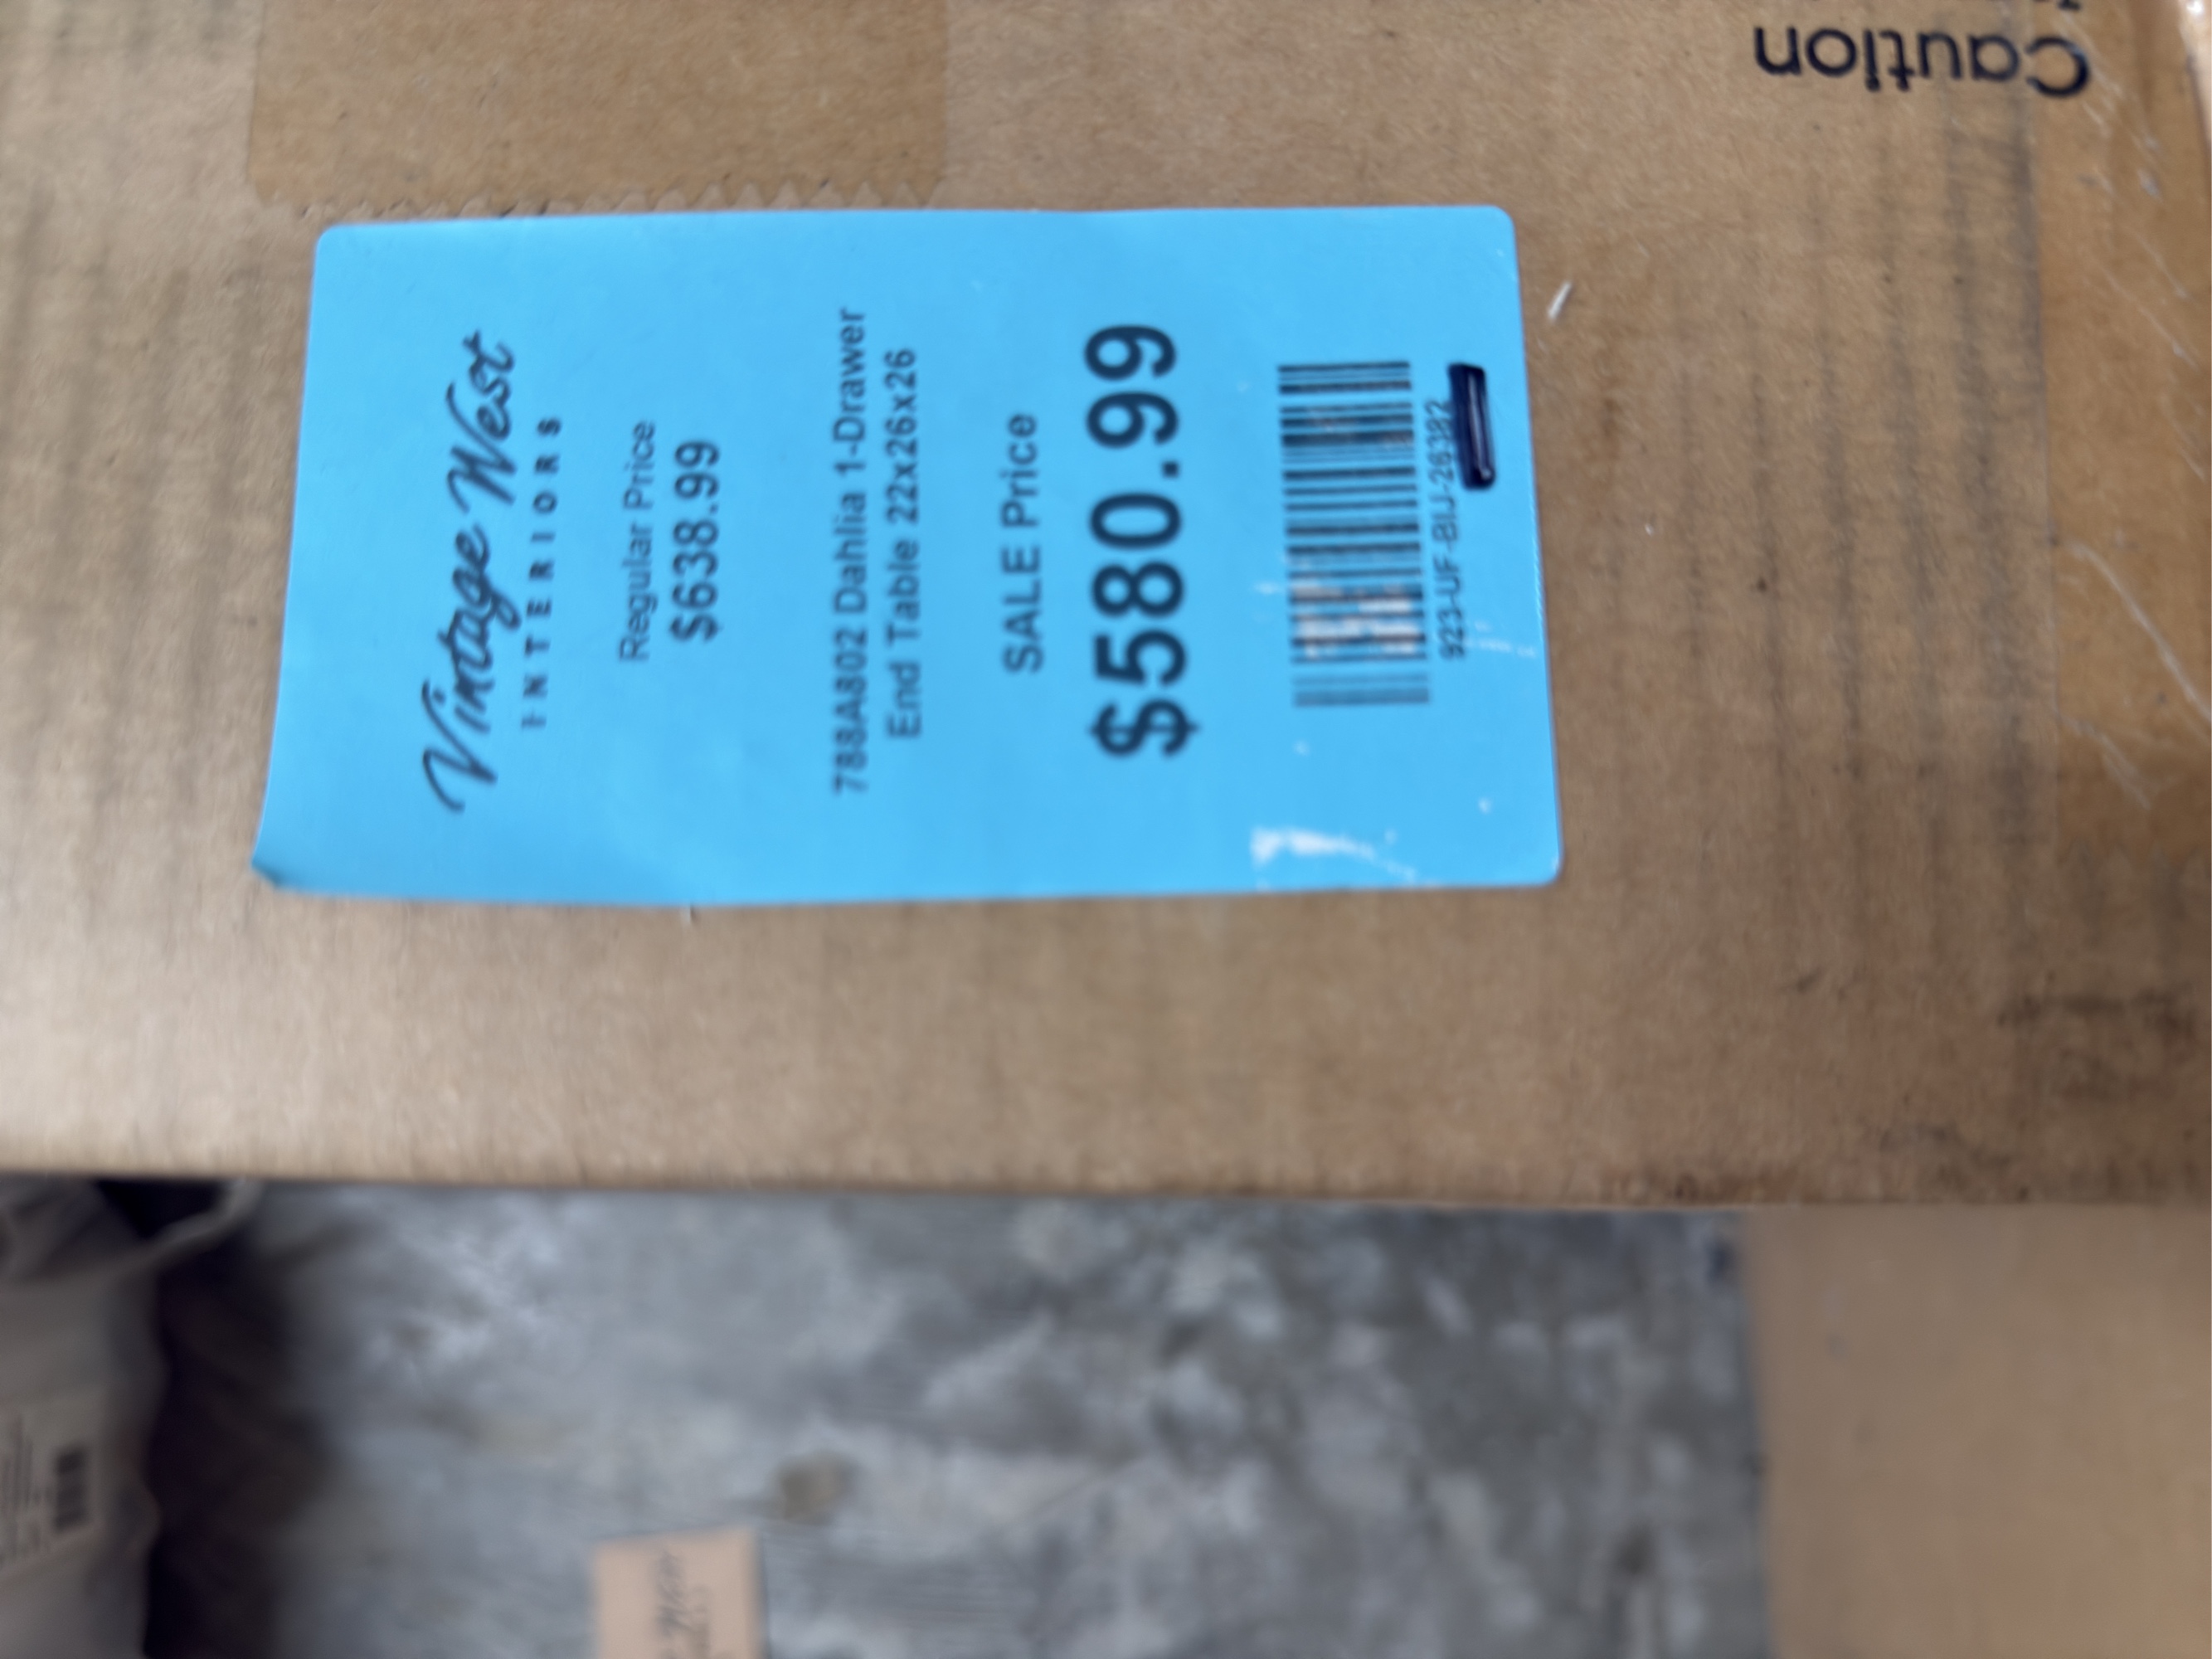 Vintage West
INTERIORS
Regular Price
$638.99
788A802 Dahlia 1-Drawer
End Table 22x26x26
SALE Price
$580.99
923-UF-BIJ-26302
Caution